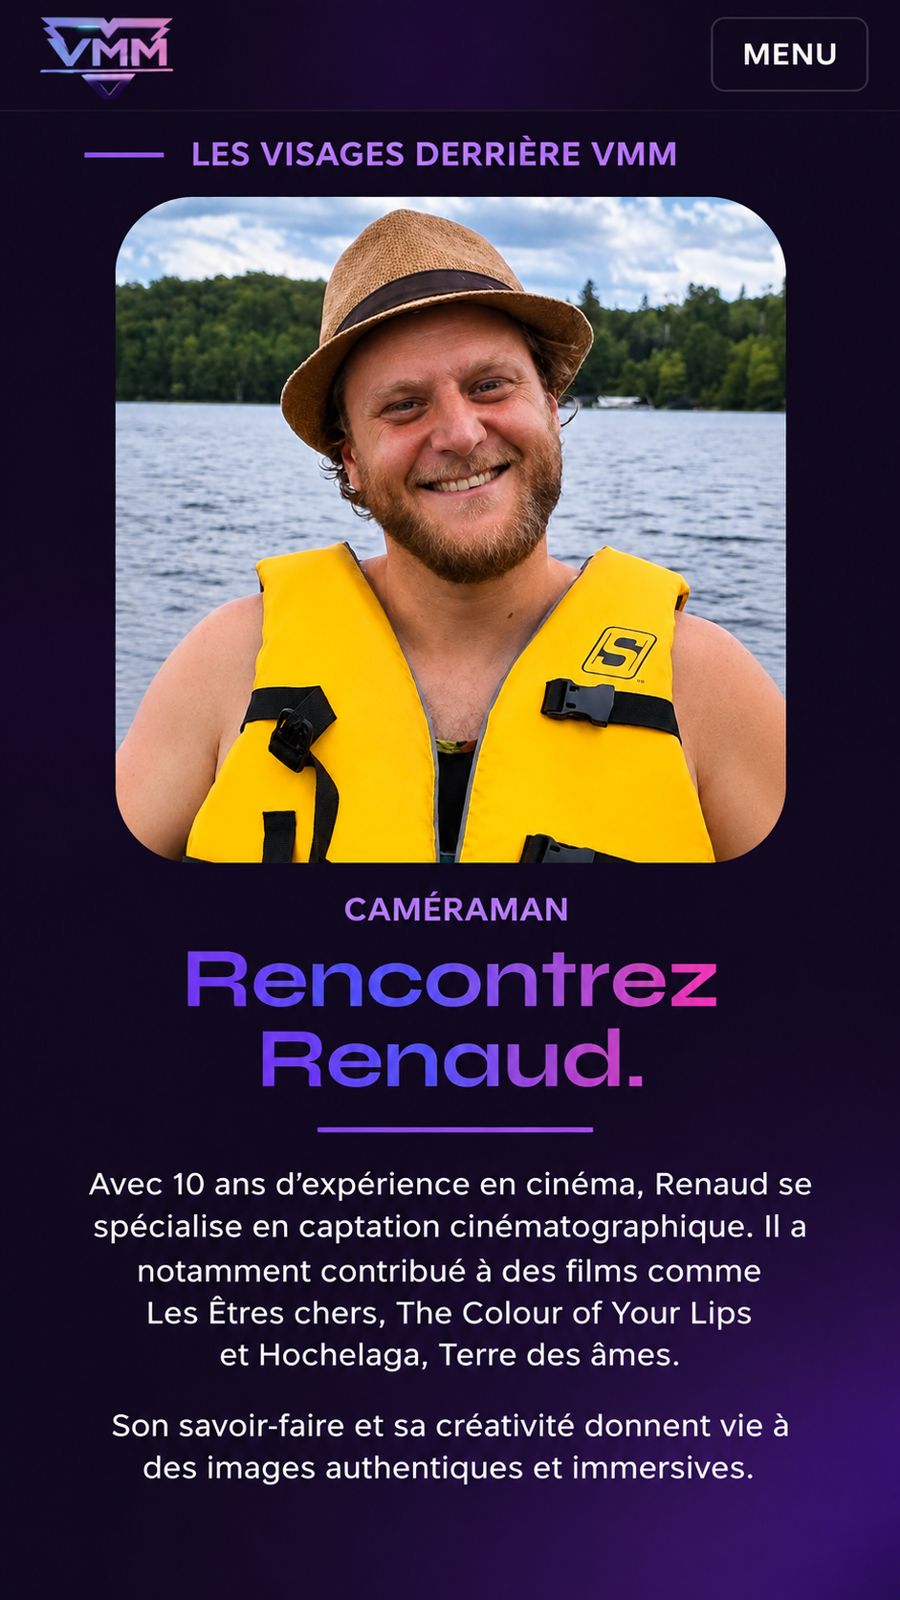 VMM
MENU
LES VISAGES DERRIÈRE VMM
S
CAMÉRAMAN
Rencontrez
Renaud.
Avec 10 ans d’expérience en cinéma, Renaud se
spécialise en captation cinématographique. Il a
notamment contribué à des films comme
Les Êtres chers, The Colour of Your Lips
et Hochelaga, Terre des âmes.
Son savoir-faire et sa créativité donnent vie à
des images authentiques et immersives.